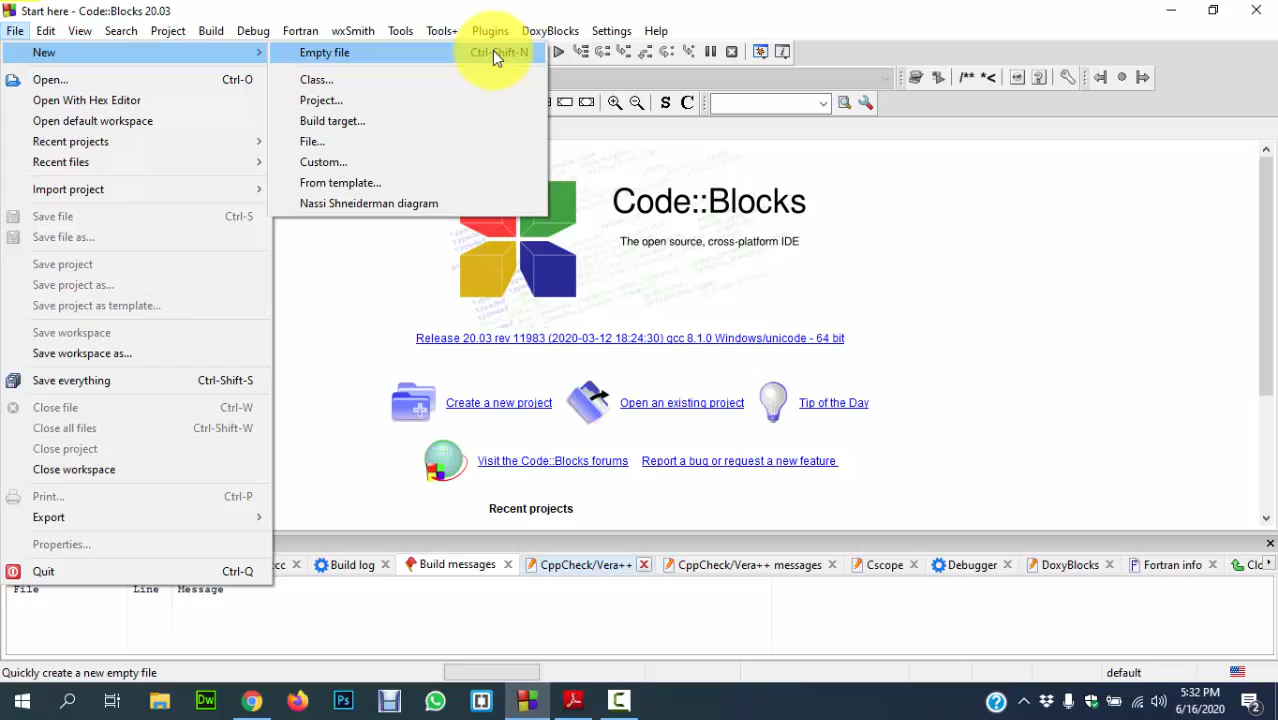 Start here - Code::Blocks 20.03
File Edit View Search Project Build Debug Fortran wxSmith Tools Tools+ Plugins DoxyBlocks Settings Help
New
Open... Ctrl-O
Open With Hex Editor
Open default workspace
Recent projects
Recent files
Import project
Save file Ctrl-S
Save file as...
Save project
Save project as...
Save project as template...
Save workspace
Save workspace as...
Save everything Ctrl-Shift-S
Close file Ctrl-W
Close all files Ctrl-Shift-W
Close project
Close workspace
Print... Ctrl-P
Export
Properties...
Quit Ctrl-Q
Empty file Ctrl-Shift-N
Class...
Project...
Build target...
File...
Custom...
From template...
Nassi Shneiderman diagram
/** *<
S C
Code::Blocks
The open source, cross-platform IDE
Release 20.03 rev 11983 (2020-03-12 18:24:30) gcc 8.1.0 Windows/unicode - 64 bit
Create a new project Open an existing project Tip of the Day
Visit the Code::Blocks forums Report a bug or request a new feature
Recent projects
cc Build log Build messages CppCheck/Vera++ CppCheck/Vera++ messages Cscope Debugger DoxyBlocks Fortran info Clo
File Line Message
Quickly create a new empty file default
Dw Ps
5:32 PM
6/16/2020
2